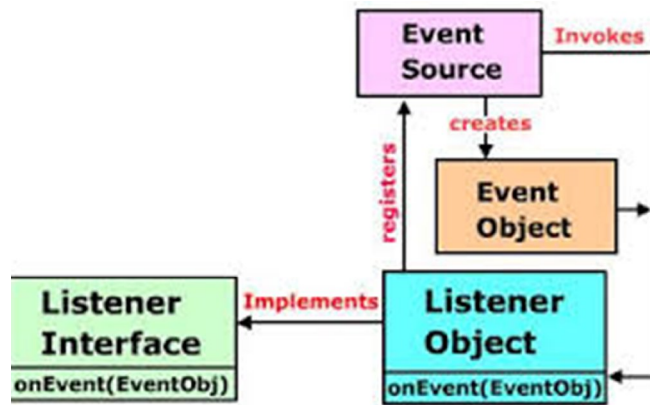 Event
Source
Invokes
creates
registers
Event
Object
Listener
Interface
onEvent(EventObj)
Implements
Listener
Object
onEvent(EventObj)